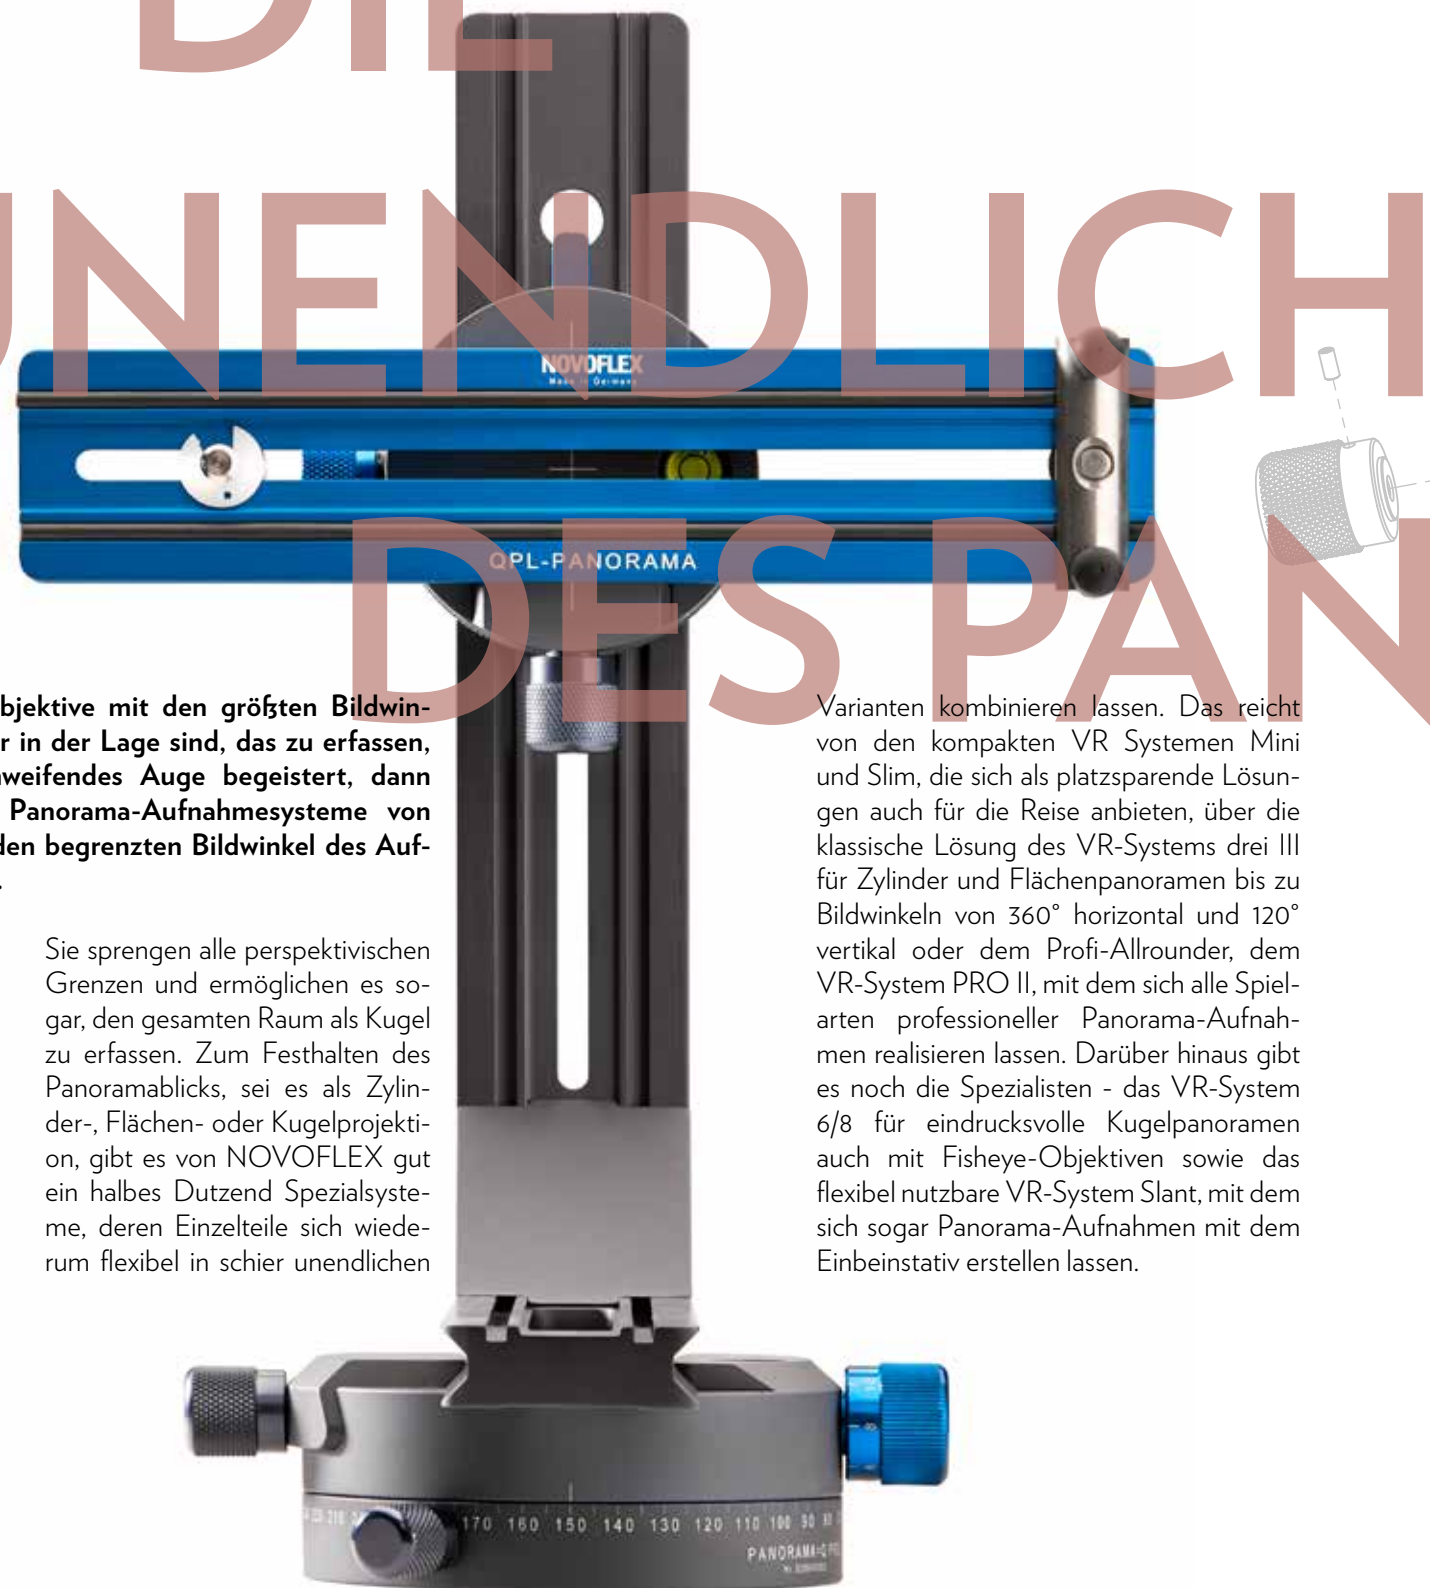 DIE
UNENDLICH
DES PAN
NOVOFLEX
Made in Germany
QPL-PANORAMA
bjektive mit den größten Bildwin-
r in der Lage sind, das zu erfassen,
weifendes Auge begeistert, dann
Panorama-Aufnahmesysteme von
den begrenzten Bildwinkel des Auf-
.
Sie sprengen alle perspektivischen
Grenzen und ermöglichen es so-
gar, den gesamten Raum als Kugel
zu erfassen. Zum Festhalten des
Panoramablicks, sei es als Zylin-
der-, Flächen- oder Kugelprojekti-
on, gibt es von NOVOFLEX gut
ein halbes Dutzend Spezialsyste-
me, deren Einzelteile sich wiede-
rum flexibel in schier unendlichen
Varianten kombinieren lassen. Das reicht
von den kompakten VR Systemen Mini
und Slim, die sich als platzsparende Lösun-
gen auch für die Reise anbieten, über die
klassische Lösung des VR-Systems drei III
für Zylinder und Flächenpanoramen bis zu
Bildwinkeln von 360° horizontal und 120°
vertikal oder dem Profi-Allrounder, dem
VR-System PRO II, mit dem sich alle Spiel-
arten professioneller Panorama-Aufnah-
men realisieren lassen. Darüber hinaus gibt
es noch die Spezialisten - das VR-System
6/8 für eindrucksvolle Kugelpanoramen
auch mit Fisheye-Objektiven sowie das
flexibel nutzbare VR-System Slant, mit dem
sich sogar Panorama-Aufnahmen mit dem
Einbeinstativ erstellen lassen.
170 160 150 140 130 120 110 100 90
PANORAMA=Q